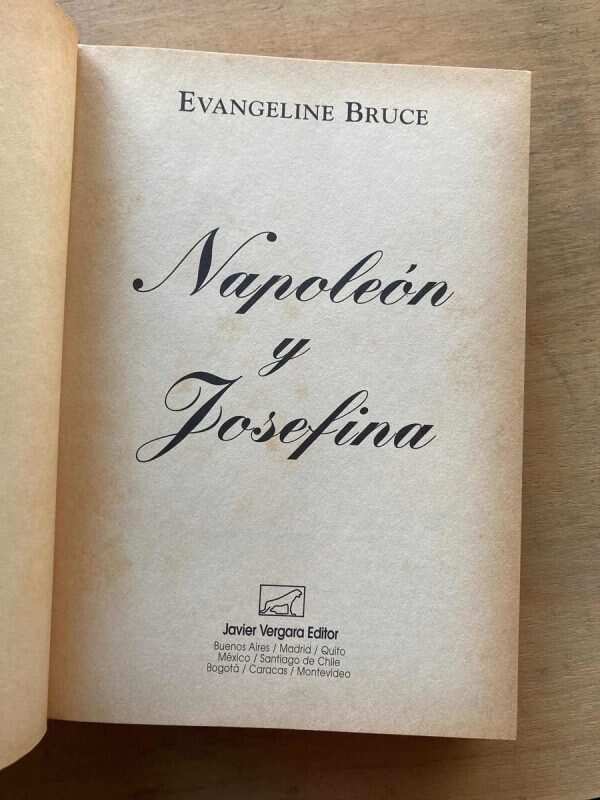 EVANGELINE BRUCE
Napoleón
y
Josefina
Javier Vergara Editor
Buenos Aires / Madrid / Quito
México / Santiago de Chile
Bogotá / Caracas / Montevideo